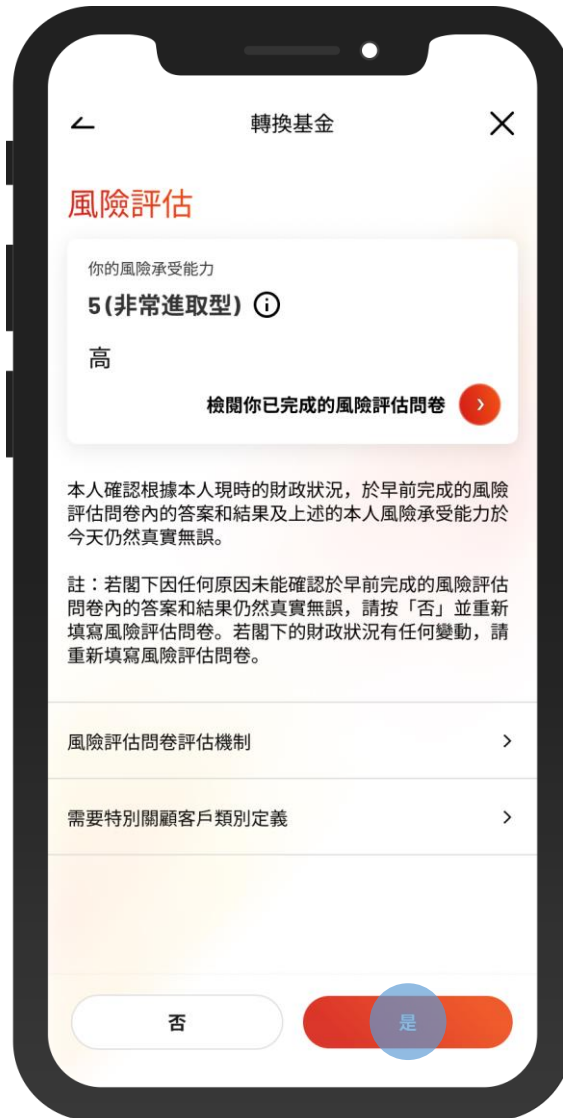 轉換基金
風險評估
你的風險承受能力
5(非常進取型)
高
檢閱你已完成的風險評估問卷
本人確認根據本人現時的財政狀況，於早前完成的風險
評估問卷內的答案和結果及上述的本人風險承受能力於
今天仍然真實無誤。
註：若閣下因任何原因未能確認於早前完成的風險評估
問卷內的答案和結果仍然真實無誤，請按「否」並重新
填寫風險評估問卷。若閣下的財政狀況有任何變動，請
重新填寫風險評估問卷。
風險評估問卷評估機制
需要特別關顧客戶類別定義
否
是